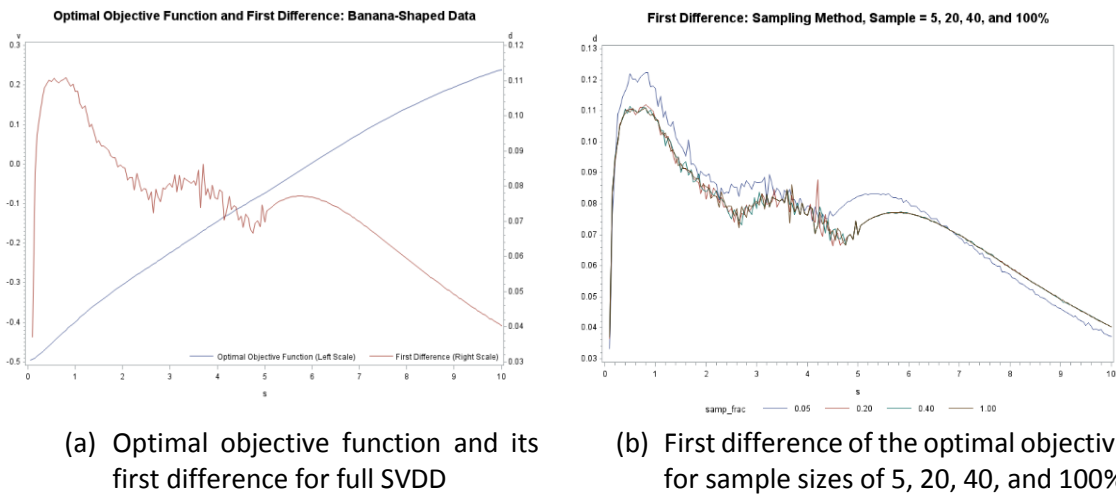 Optimal Objective Function and First Difference: Banana-Shaped Data
v
d
0.3
0.2
0.1
0.0
-0.1
-0.2
-0.3
-0.4
-0.5
0.12
0.11
0.10
0.09
0.08
0.07
0.06
0.05
0.04
0.03
Optimal Objective Function (Left Scale)
First Difference (Right Scale)
0 1 2 3 4 5 6 7 8 9 10
s
(a) Optimal objective function and its
first difference for full SVDD
First Difference: Sampling Method, Sample = 5, 20, 40, and 100%
d
0.13
0.12
0.11
0.10
0.09
0.08
0.07
0.06
0.05
0.04
0.03
0 1 2 3 4 5 6 7 8 9 10
s
samp_frac 0.05 0.20 0.40 1.00
(b) First difference of the optimal objectiv
for sample sizes of 5, 20, 40, and 100%